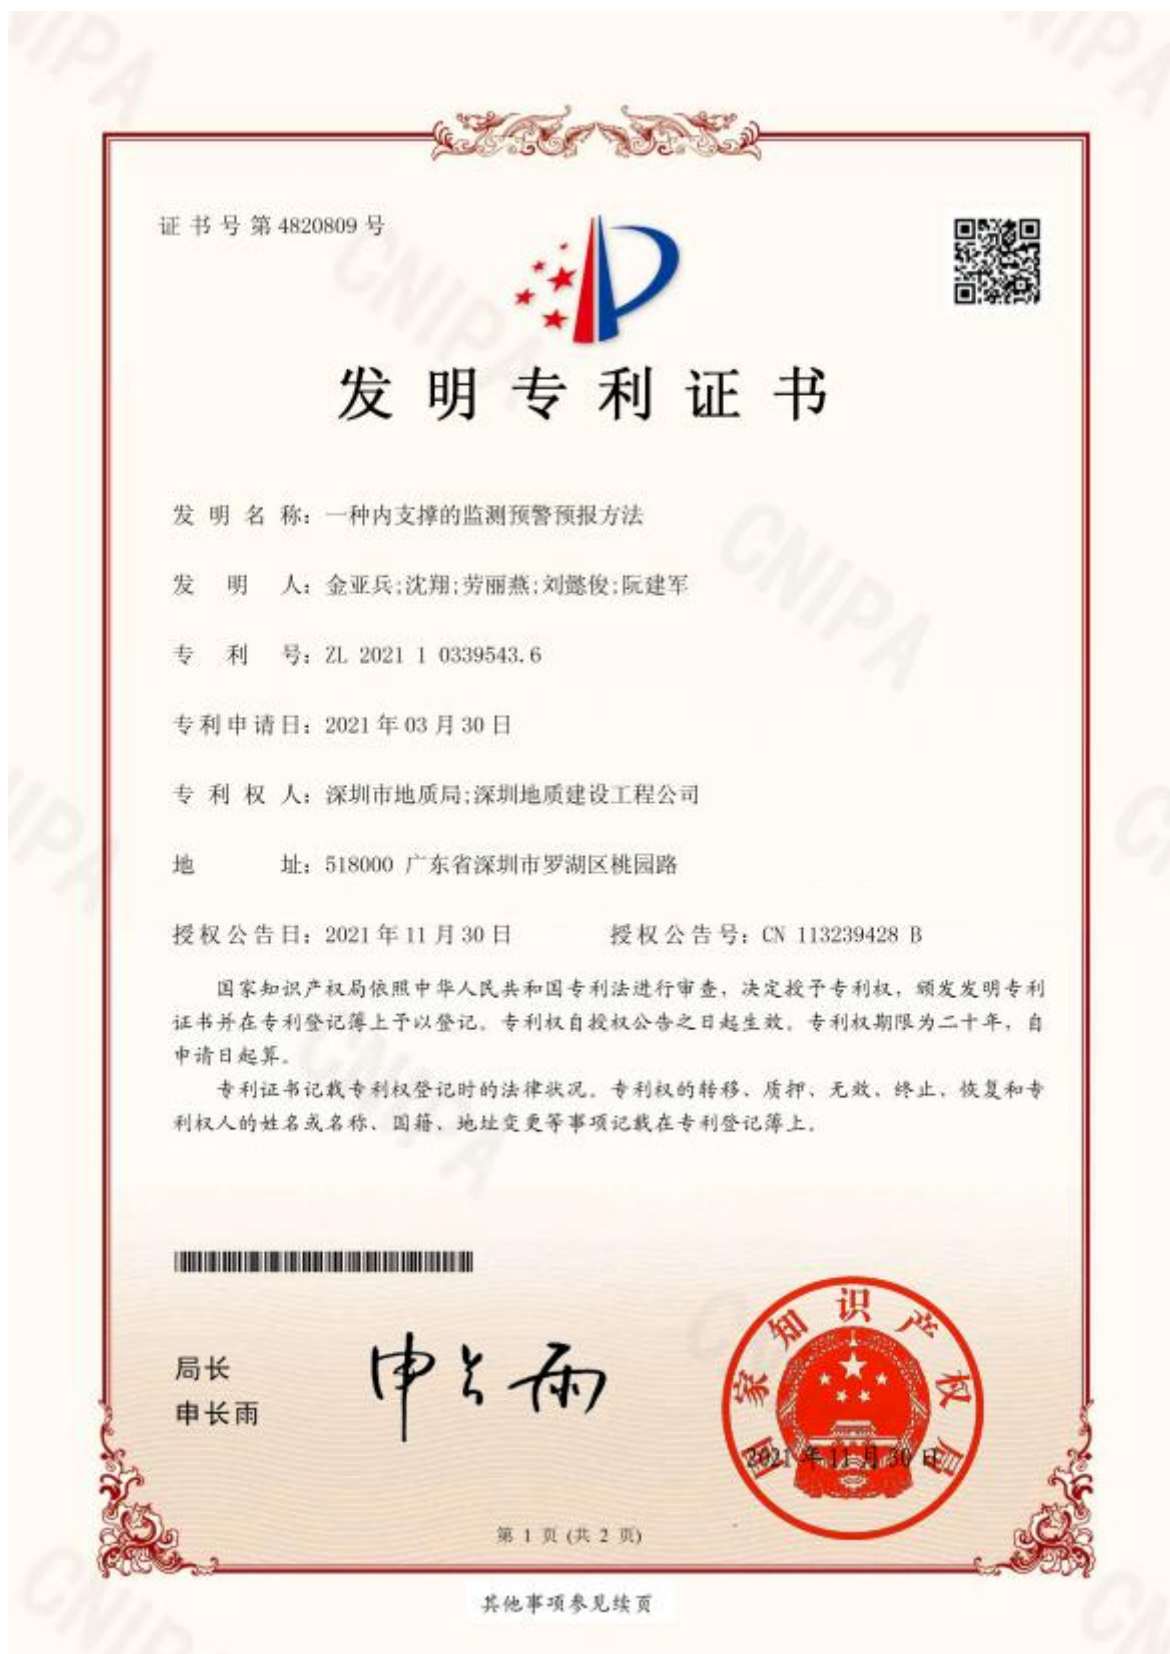 证书号第4820809号
发明专利证书
发明名称：一种内支撑的监测预警预报方法
发明人：金亚兵;沈翔;劳丽燕;刘懿俊;阮建军
专利号：ZL 2021 1 0339543.6
专利申请日：2021年03月30日
专利权人：深圳市地质局;深圳地质建设工程公司
地址：518000 广东省深圳市罗湖区桃园路
授权公告日：2021年11月30日 授权公告号：CN 113239428 B
国家知识产权局依照中华人民共和国专利法进行审查，决定授予专利权，颁发发明专利
证书并在专利登记簿上予以登记。专利权自授权公告之日起生效。专利权期限为二十年，自
申请日起算。
专利证书记载专利权登记时的法律状况。专利权的转移、质押、无效、终止、恢复和专
利权人的姓名或名称、国籍、地址变更等事项记载在专利登记簿上。
局长
申长雨
申长雨
国家知识产权局
2021年11月30日
第 1 页 (共 2 页)
其他事项参见续页
CNIPA
CNIPA
CNIPA
CNIPA